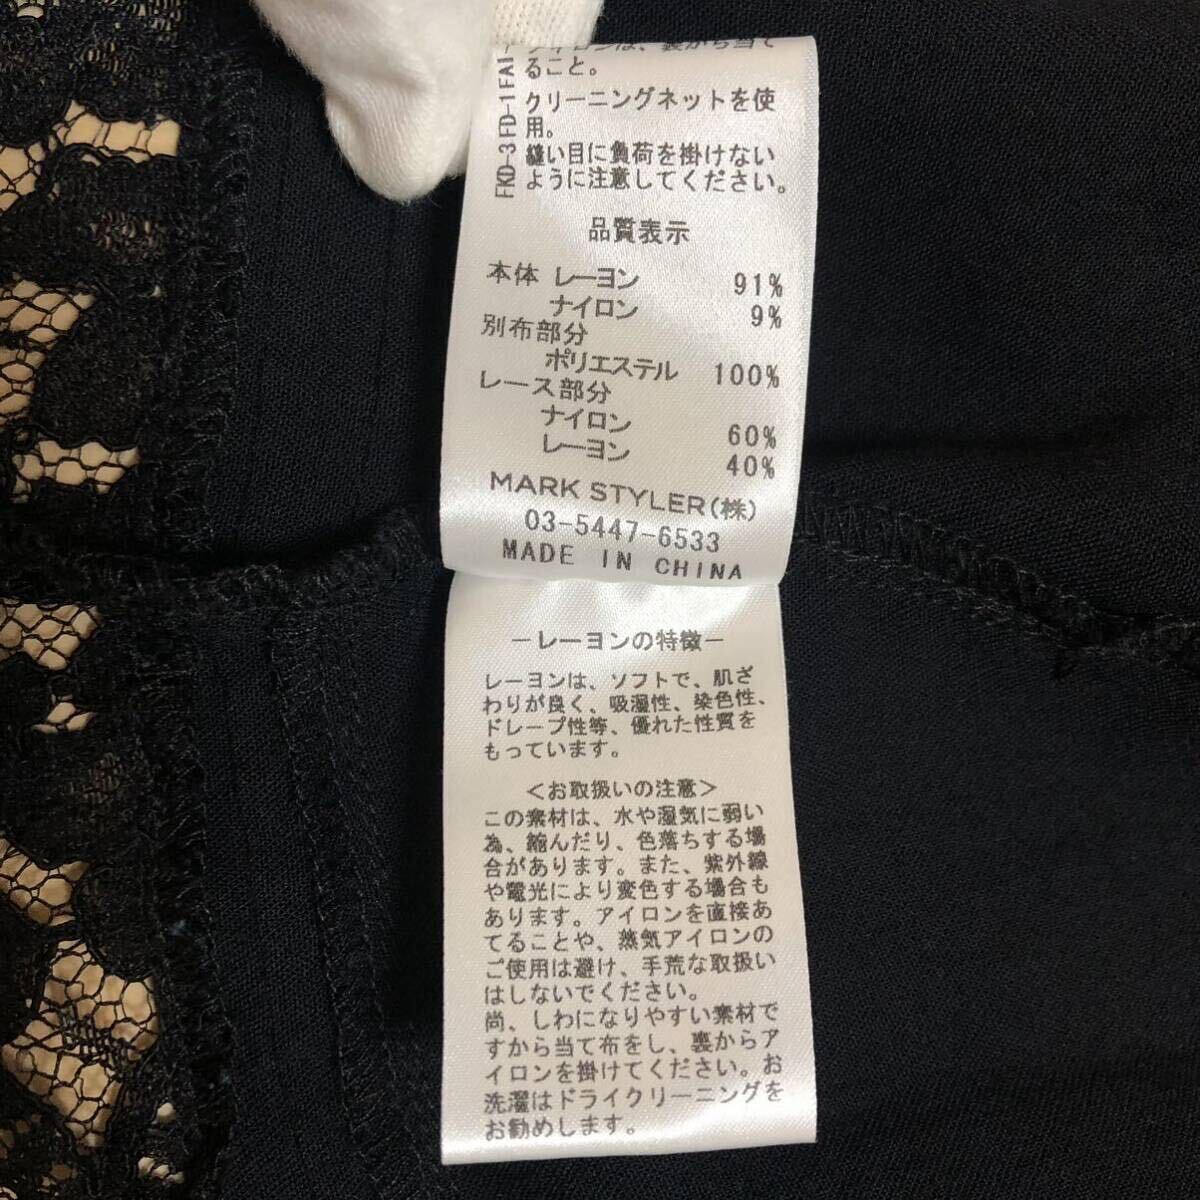 アイロンは、裏から当て
ること。
クリーニングネットを使
用。
縫い目に負荷を掛けない
ように注意してください。
FKD-3FD-1FA1-
品質表示
本体 レーヨン 91%
ナイロン 9%
別布部分
ポリエステル 100%
レース部分
ナイロン 60%
レーヨン 40%
MARK STYLER(株)
03-5447-6533
MADE IN CHINA
－レーヨンの特徴－
レーヨンは、ソフトで、肌ざ
わりが良く、吸湿性、染色性、
ドレープ性等、優れた性質を
もっています。
<お取扱いの注意>
この素材は、水や湿気に弱い
為、縮んだり、色落ちする場
合があります。また、紫外線
や電光により変色する場合も
あります。アイロンを直接あ
てることや、蒸気アイロンの
ご使用は避け、手荒な取扱い
はしないでください。
尚、しわになりやすい素材で
すから当て布をし、裏からア
イロンを掛けてください。お
洗濯はドライクリーニングを
お勧めします。